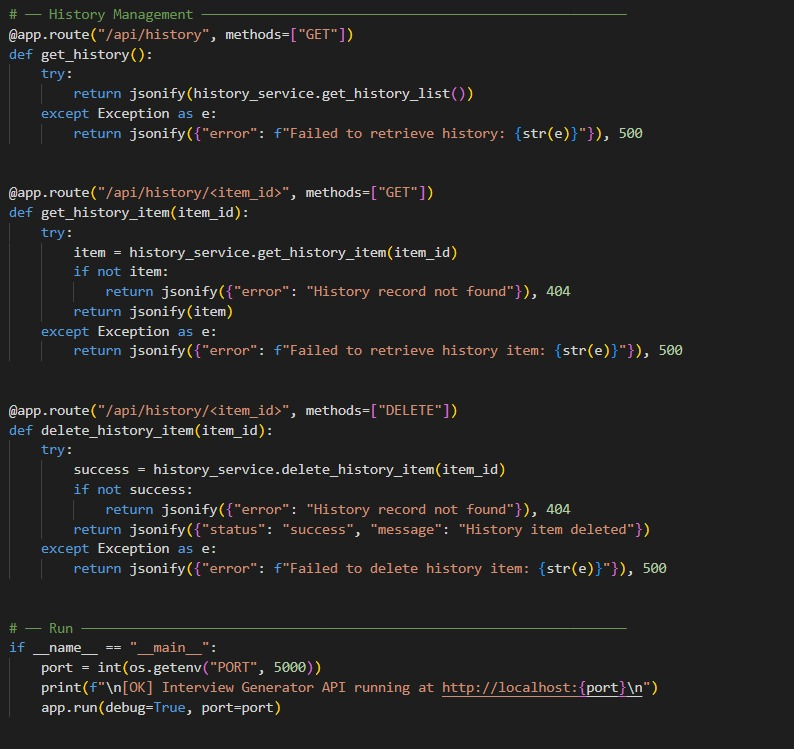 # — History Management ——————————————————————————
@app.route("/api/history", methods=["GET"])
def get_history():
    try:
        return jsonify(history_service.get_history_list())
    except Exception as e:
        return jsonify({"error": f"Failed to retrieve history: {str(e)}"}), 500
@app.route("/api/history/<item_id>", methods=["GET"])
def get_history_item(item_id):
    try:
        item = history_service.get_history_item(item_id)
        if not item:
            return jsonify({"error": "History record not found"}), 404
        return jsonify(item)
    except Exception as e:
        return jsonify({"error": f"Failed to retrieve history item: {str(e)}"}), 500
@app.route("/api/history/<item_id>", methods=["DELETE"])
def delete_history_item(item_id):
    try:
        success = history_service.delete_history_item(item_id)
        if not success:
            return jsonify({"error": "History record not found"}), 404
        return jsonify({"status": "success", "message": "History item deleted"})
    except Exception as e:
        return jsonify({"error": f"Failed to delete history item: {str(e)}"}), 500
# — Run ——————————————————————————————————
if __name__ == "__main__":
    port = int(os.getenv("PORT", 5000))
    print(f"\n[OK] Interview Generator API running at http://localhost:{port}\n")
    app.run(debug=True, port=port)